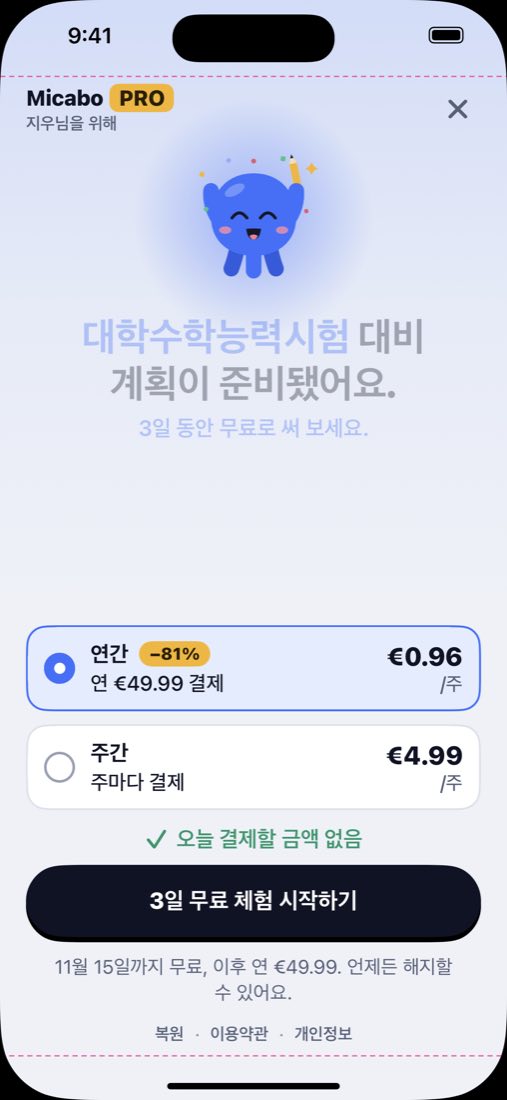 9:41
Micabo PRO
지우님을 위해
대학수학능력시험 대비
계획이 준비됐어요.
3일 동안 무료로 써 보세요.
연간 −81%
€0.96
연 €49.99 결제
/주
주간
€4.99
주마다 결제
/주
오늘 결제할 금액 없음
3일 무료 체험 시작하기
11월 15일까지 무료, 이후 연 €49.99. 언제든 해지할
수 있어요.
복원 · 이용약관 · 개인정보